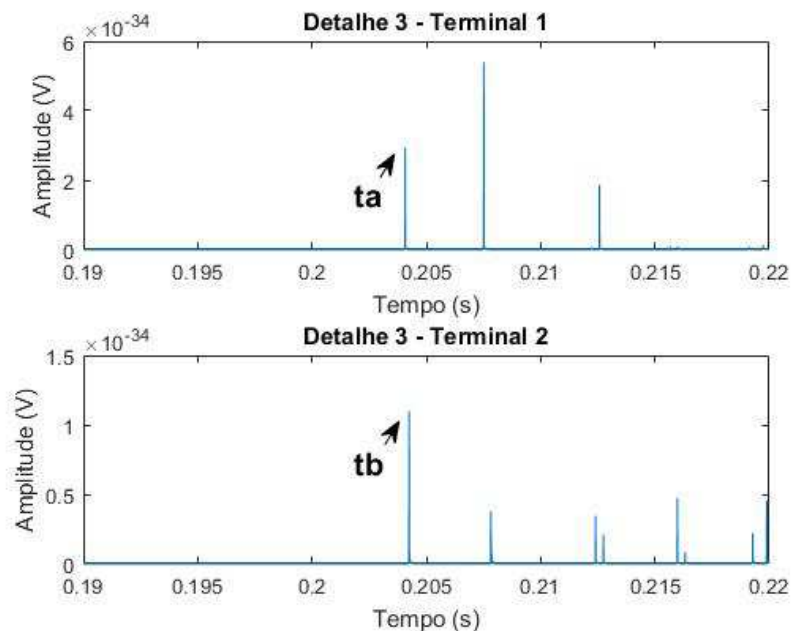 Detalhe 3 - Terminal 1
×10^-34
Amplitude (V)
6
4
2
0
ta
0.19 0.195 0.2 0.205 0.21 0.215 0.22
Tempo (s)
Detalhe 3 - Terminal 2
×10^-34
Amplitude (V)
1.5
1
0.5
0
tb
0.19 0.195 0.2 0.205 0.21 0.215 0.22
Tempo (s)